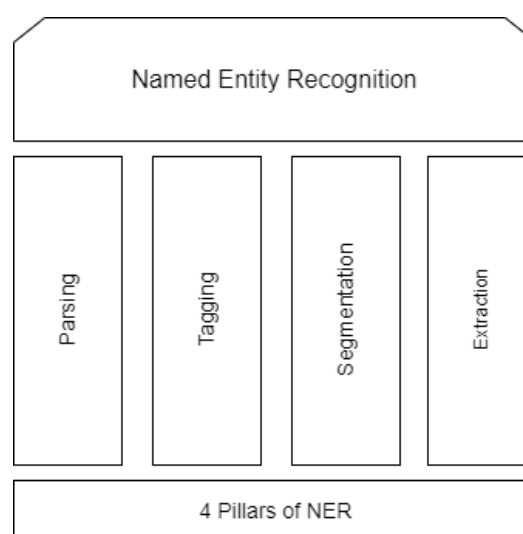 Named Entity Recognition
Parsing
Tagging
Segmentation
Extraction
4 Pillars of NER